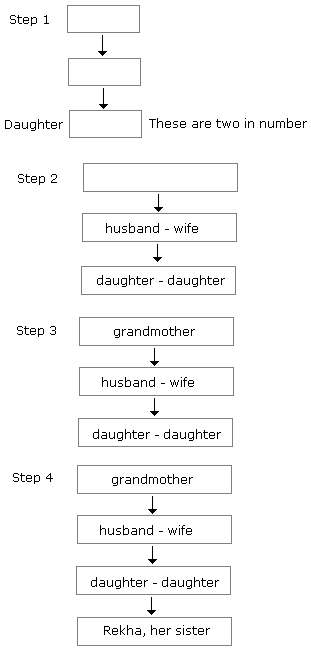 Step 1
Daughter
These are two in number
Step 2
husband - wife
daughter - daughter
Step 3
grandmother
husband - wife
daughter - daughter
Step 4
grandmother
husband - wife
daughter - daughter
Rekha, her sister